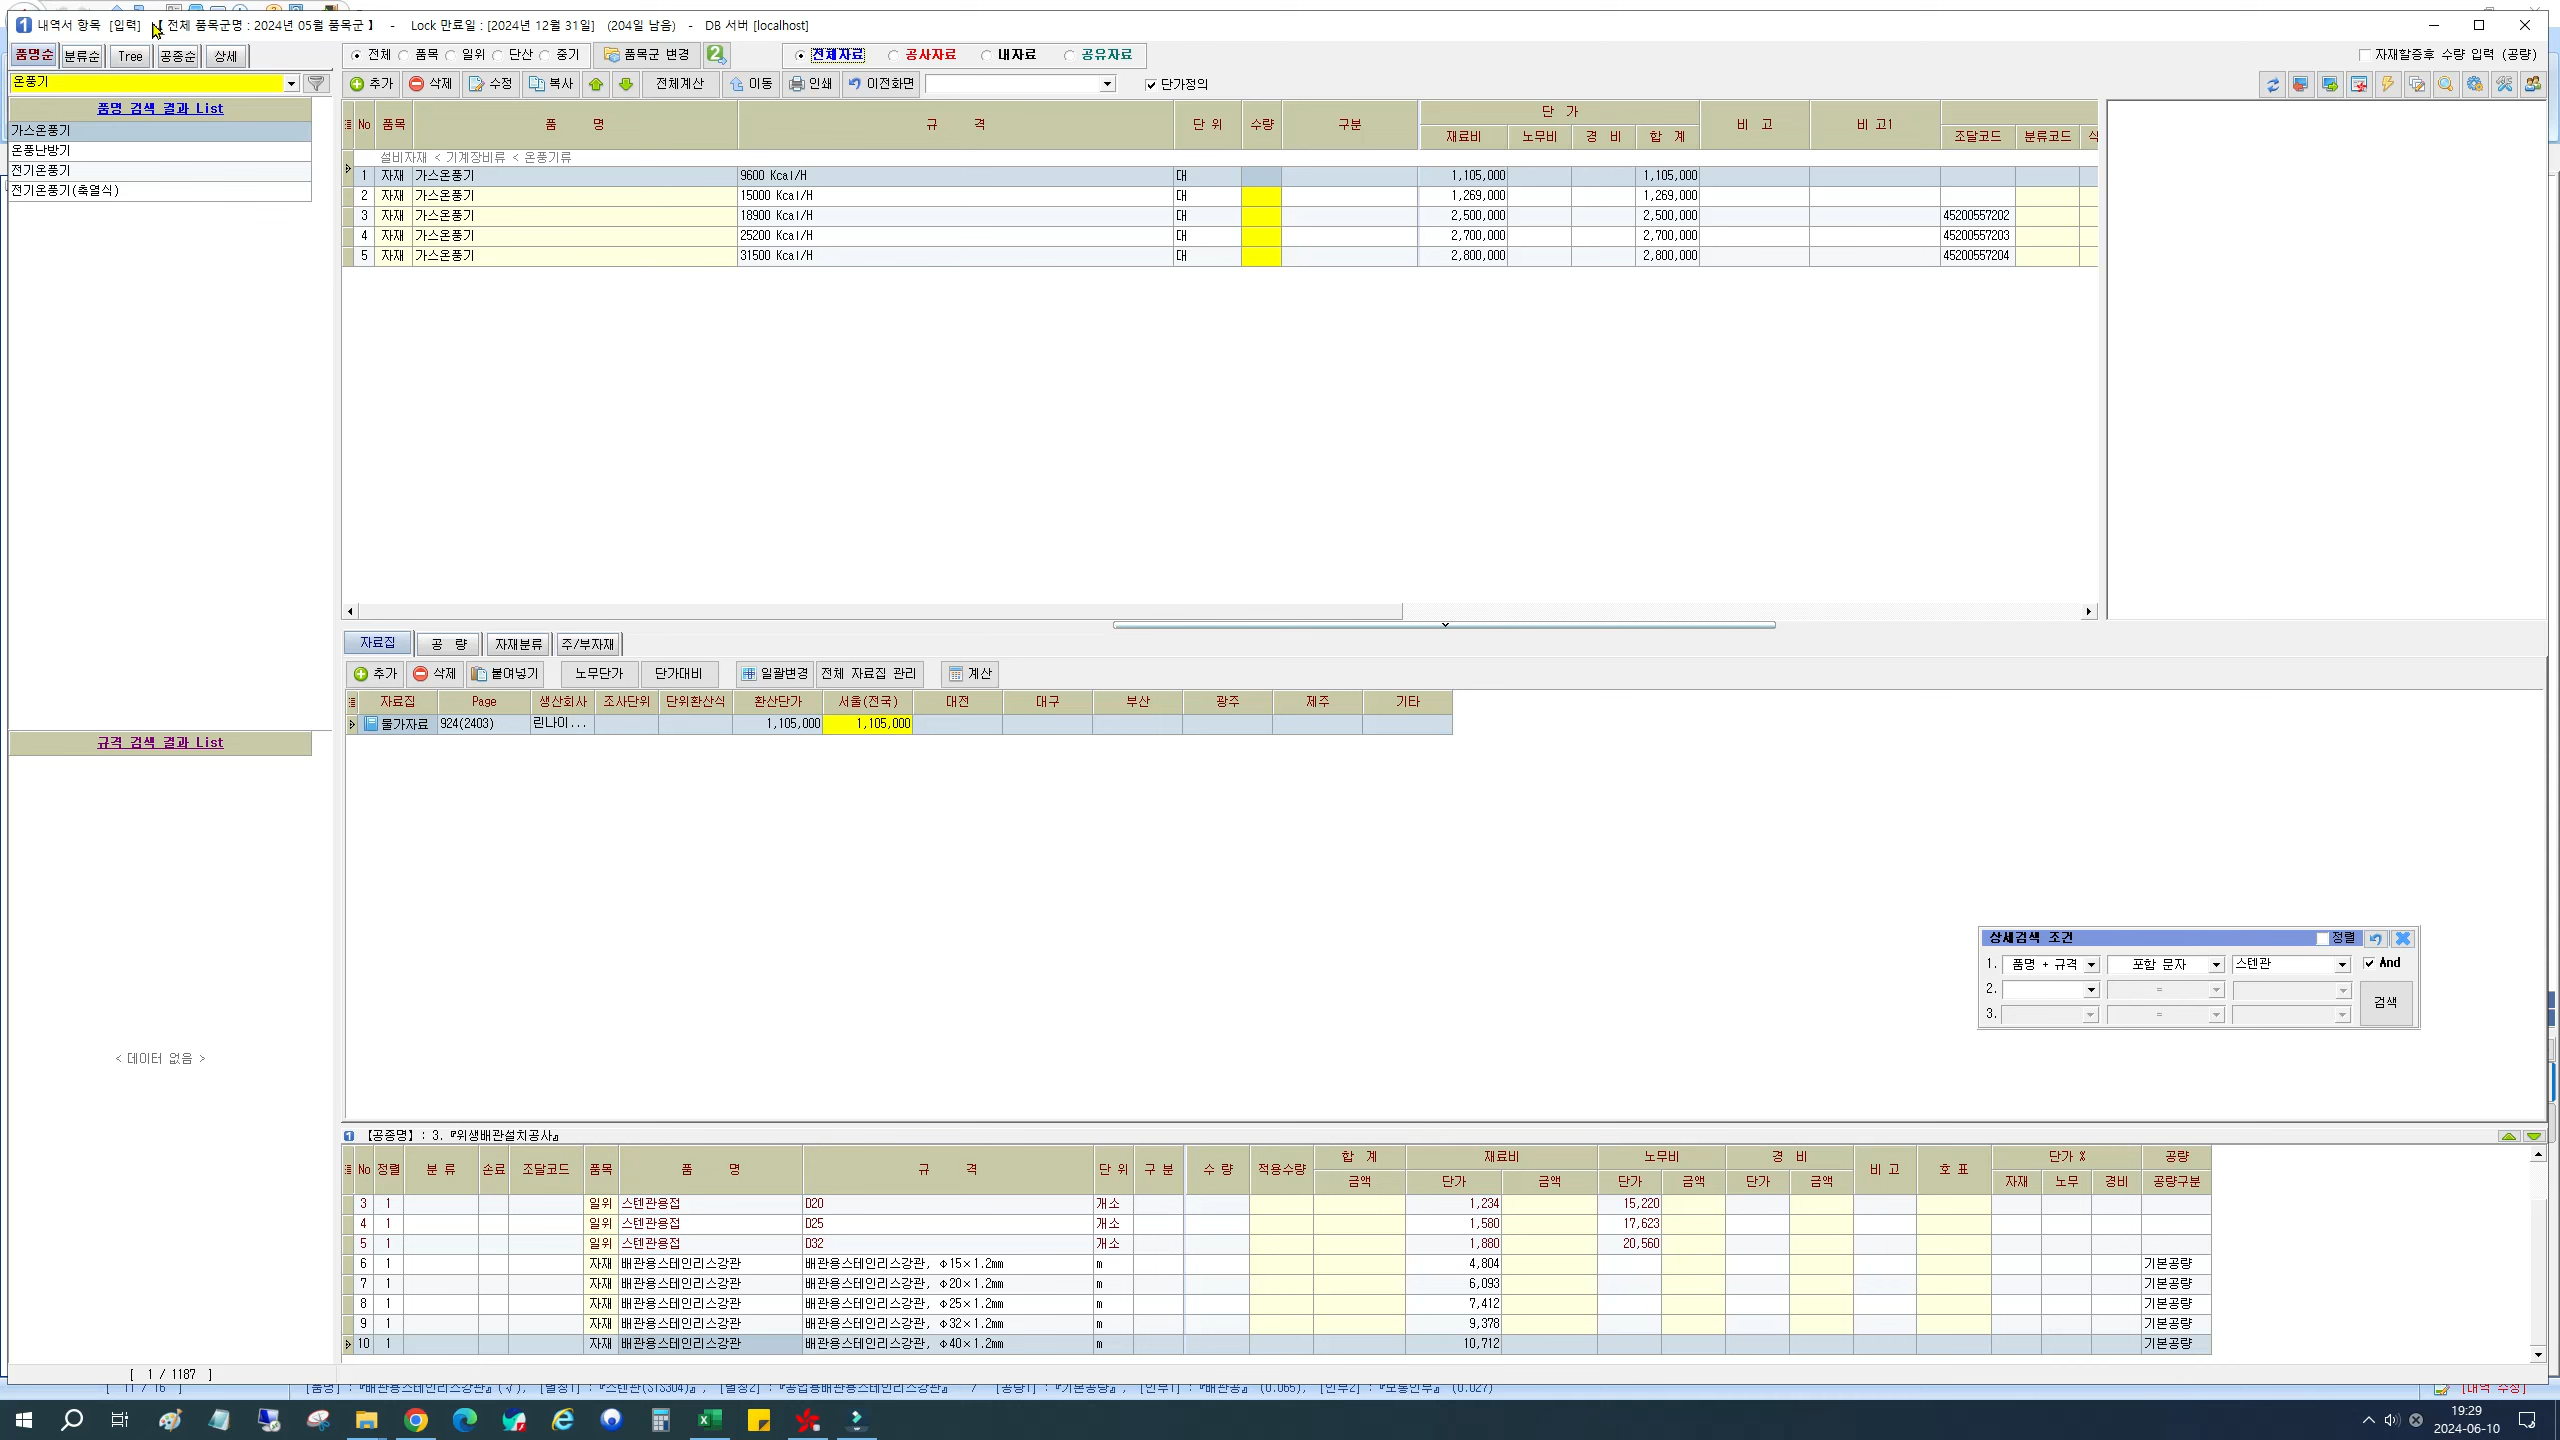 내역서 항목 [입력] 【 전체 품목군명 : 2024년 05월 품목군 】 - Lock 만료일 : [2024년 12월 31일] (204일 남음) - DB 서버 [localhost]
품명순 분류순 Tree 공종순 상세 전체 품목 일위 단산 중기 품목군 변경 전체자료 공사자료 내자료 공유자료 자재할증후 수량 입력 (공량)
온풍기 추가 삭제 수정 복사 전체계산 이동 인쇄 이전화면 단가정의
품명 검색 결과 List
가스온풍기
온풍난방기
전기온풍기
전기온풍기(축열식)
No 품목 품 명 규 격 단 위 수량 구분 단 가 비 고 비 고1
재료비 노무비 경 비 합 계 조달코드 분류코드
설비자재 < 기계장비류 < 온풍기류
1 자재 가스온풍기 9600 Kcal/H 대 1,105,000 1,105,000
2 자재 가스온풍기 15000 Kcal/H 대 1,269,000 1,269,000
3 자재 가스온풍기 18900 Kcal/H 대 2,500,000 2,500,000 45200557202
4 자재 가스온풍기 25200 Kcal/H 대 2,700,000 2,700,000 45200557203
5 자재 가스온풍기 31500 Kcal/H 대 2,800,000 2,800,000 45200557204
자료집 공 량 자재분류 주/부자재
추가 삭제 붙여넣기 노무단가 단가대비 일괄변경 전체 자료집 관리 계산
자료집 Page 생산회사 조사단위 단위환산식 환산단가 서울(전국) 대전 대구 부산 광주 제주 기타
물가자료 924(2403) 린나이... 1,105,000 1,105,000
규격 검색 결과 List
< 데이터 없음 >
상세검색 조건 정렬
1. 품명 + 규격 포함 문자 스텐관 And
2. =
검색
3. =
【공종명】 : 3. 『위생배관설치공사』
No 정렬 분 류 손료 조달코드 품목 품 명 규 격 단 위 구 분 수 량 적용수량 합 계 재료비 노무비 경 비 비 고 호 표 단가 % 공량
금액 단가 금액 단가 금액 단가 금액 자재 노무 경비 공량구분
3 1 일위 스텐관용접 D20 개소 1,234 15,220
4 1 일위 스텐관용접 D25 개소 1,580 17,623
5 1 일위 스텐관용접 D32 개소 1,880 20,560
6 1 자재 배관용스테인리스강관 배관용스테인리스강관, Φ15×1.2mm m 4,804 기본공량
7 1 자재 배관용스테인리스강관 배관용스테인리스강관, Φ20×1.2mm m 6,093 기본공량
8 1 자재 배관용스테인리스강관 배관용스테인리스강관, Φ25×1.2mm m 7,412 기본공량
9 1 자재 배관용스테인리스강관 배관용스테인리스강관, Φ32×1.2mm m 9,378 기본공량
10 1 자재 배관용스테인리스강관 배관용스테인리스강관, Φ40×1.2mm m 10,712 기본공량
[ 1 / 1187 ]
19:29
2024-06-10